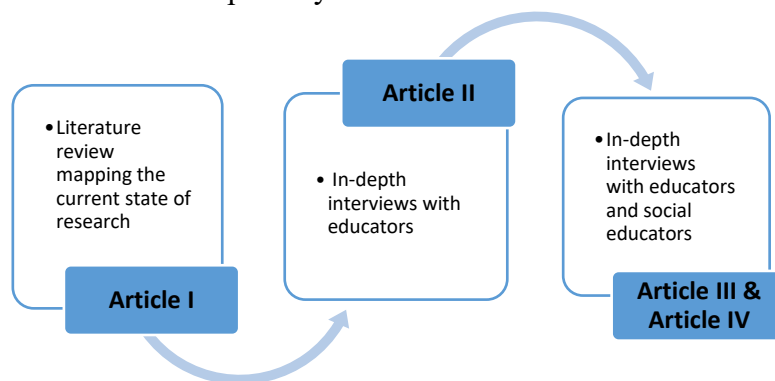 •Literature
review
mapping the
current state of
research
Article I
Article II
• In-depth
interviews with
educators
•In-depth
interviews
with educators
and social
educators
Article III &
Article IV